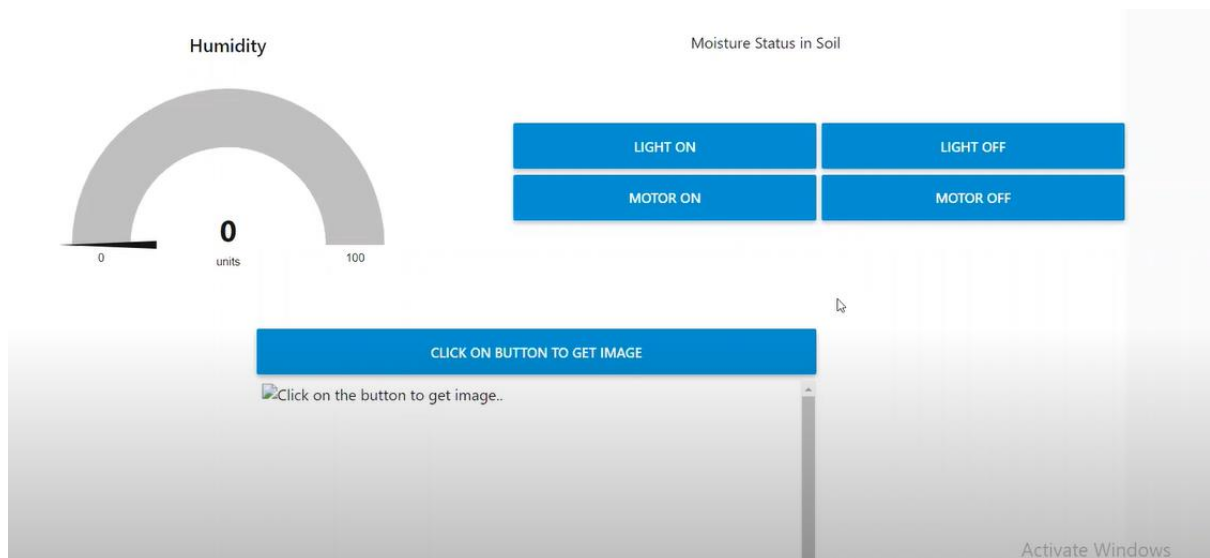 Humidity
Moisture Status in Soil
LIGHT ON
LIGHT OFF
MOTOR ON
MOTOR OFF
0
0
units
100
CLICK ON BUTTON TO GET IMAGE
Click on the button to get image..
Activate Windows